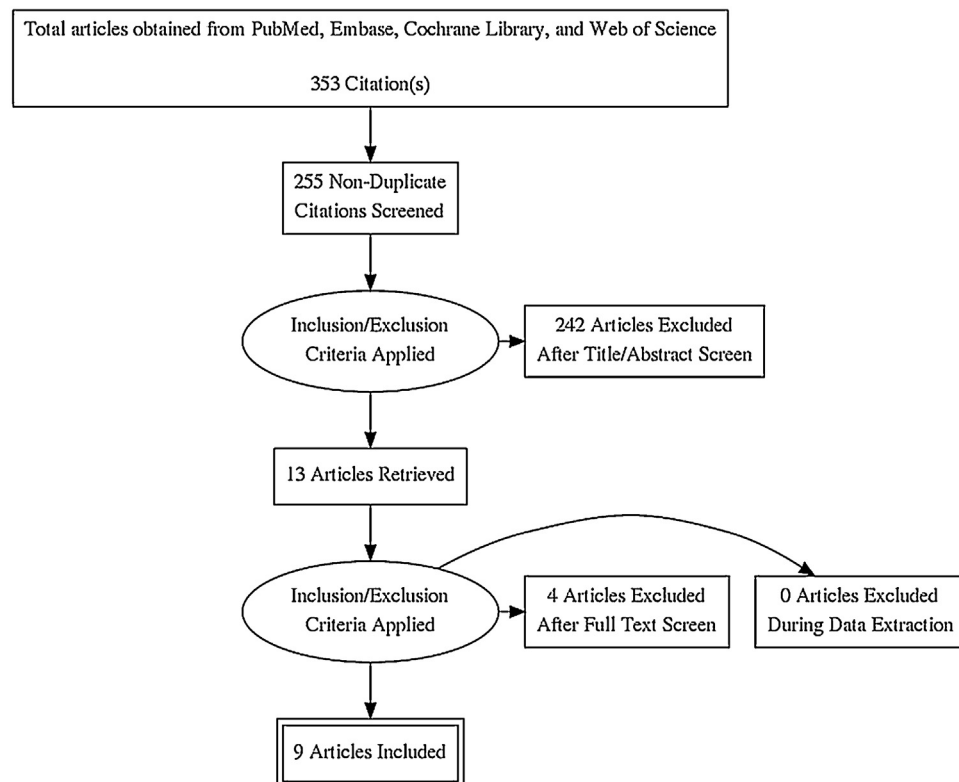 Total articles obtained from PubMed, Embase, Cochrane Library, and Web of Science
353 Citation(s)
255 Non-Duplicate
Citations Screened
Inclusion/Exclusion
Criteria Applied
242 Articles Excluded
After Title/Abstract Screen
13 Articles Retrieved
Inclusion/Exclusion
Criteria Applied
4 Articles Excluded
After Full Text Screen
0 Articles Excluded
During Data Extraction
9 Articles Included